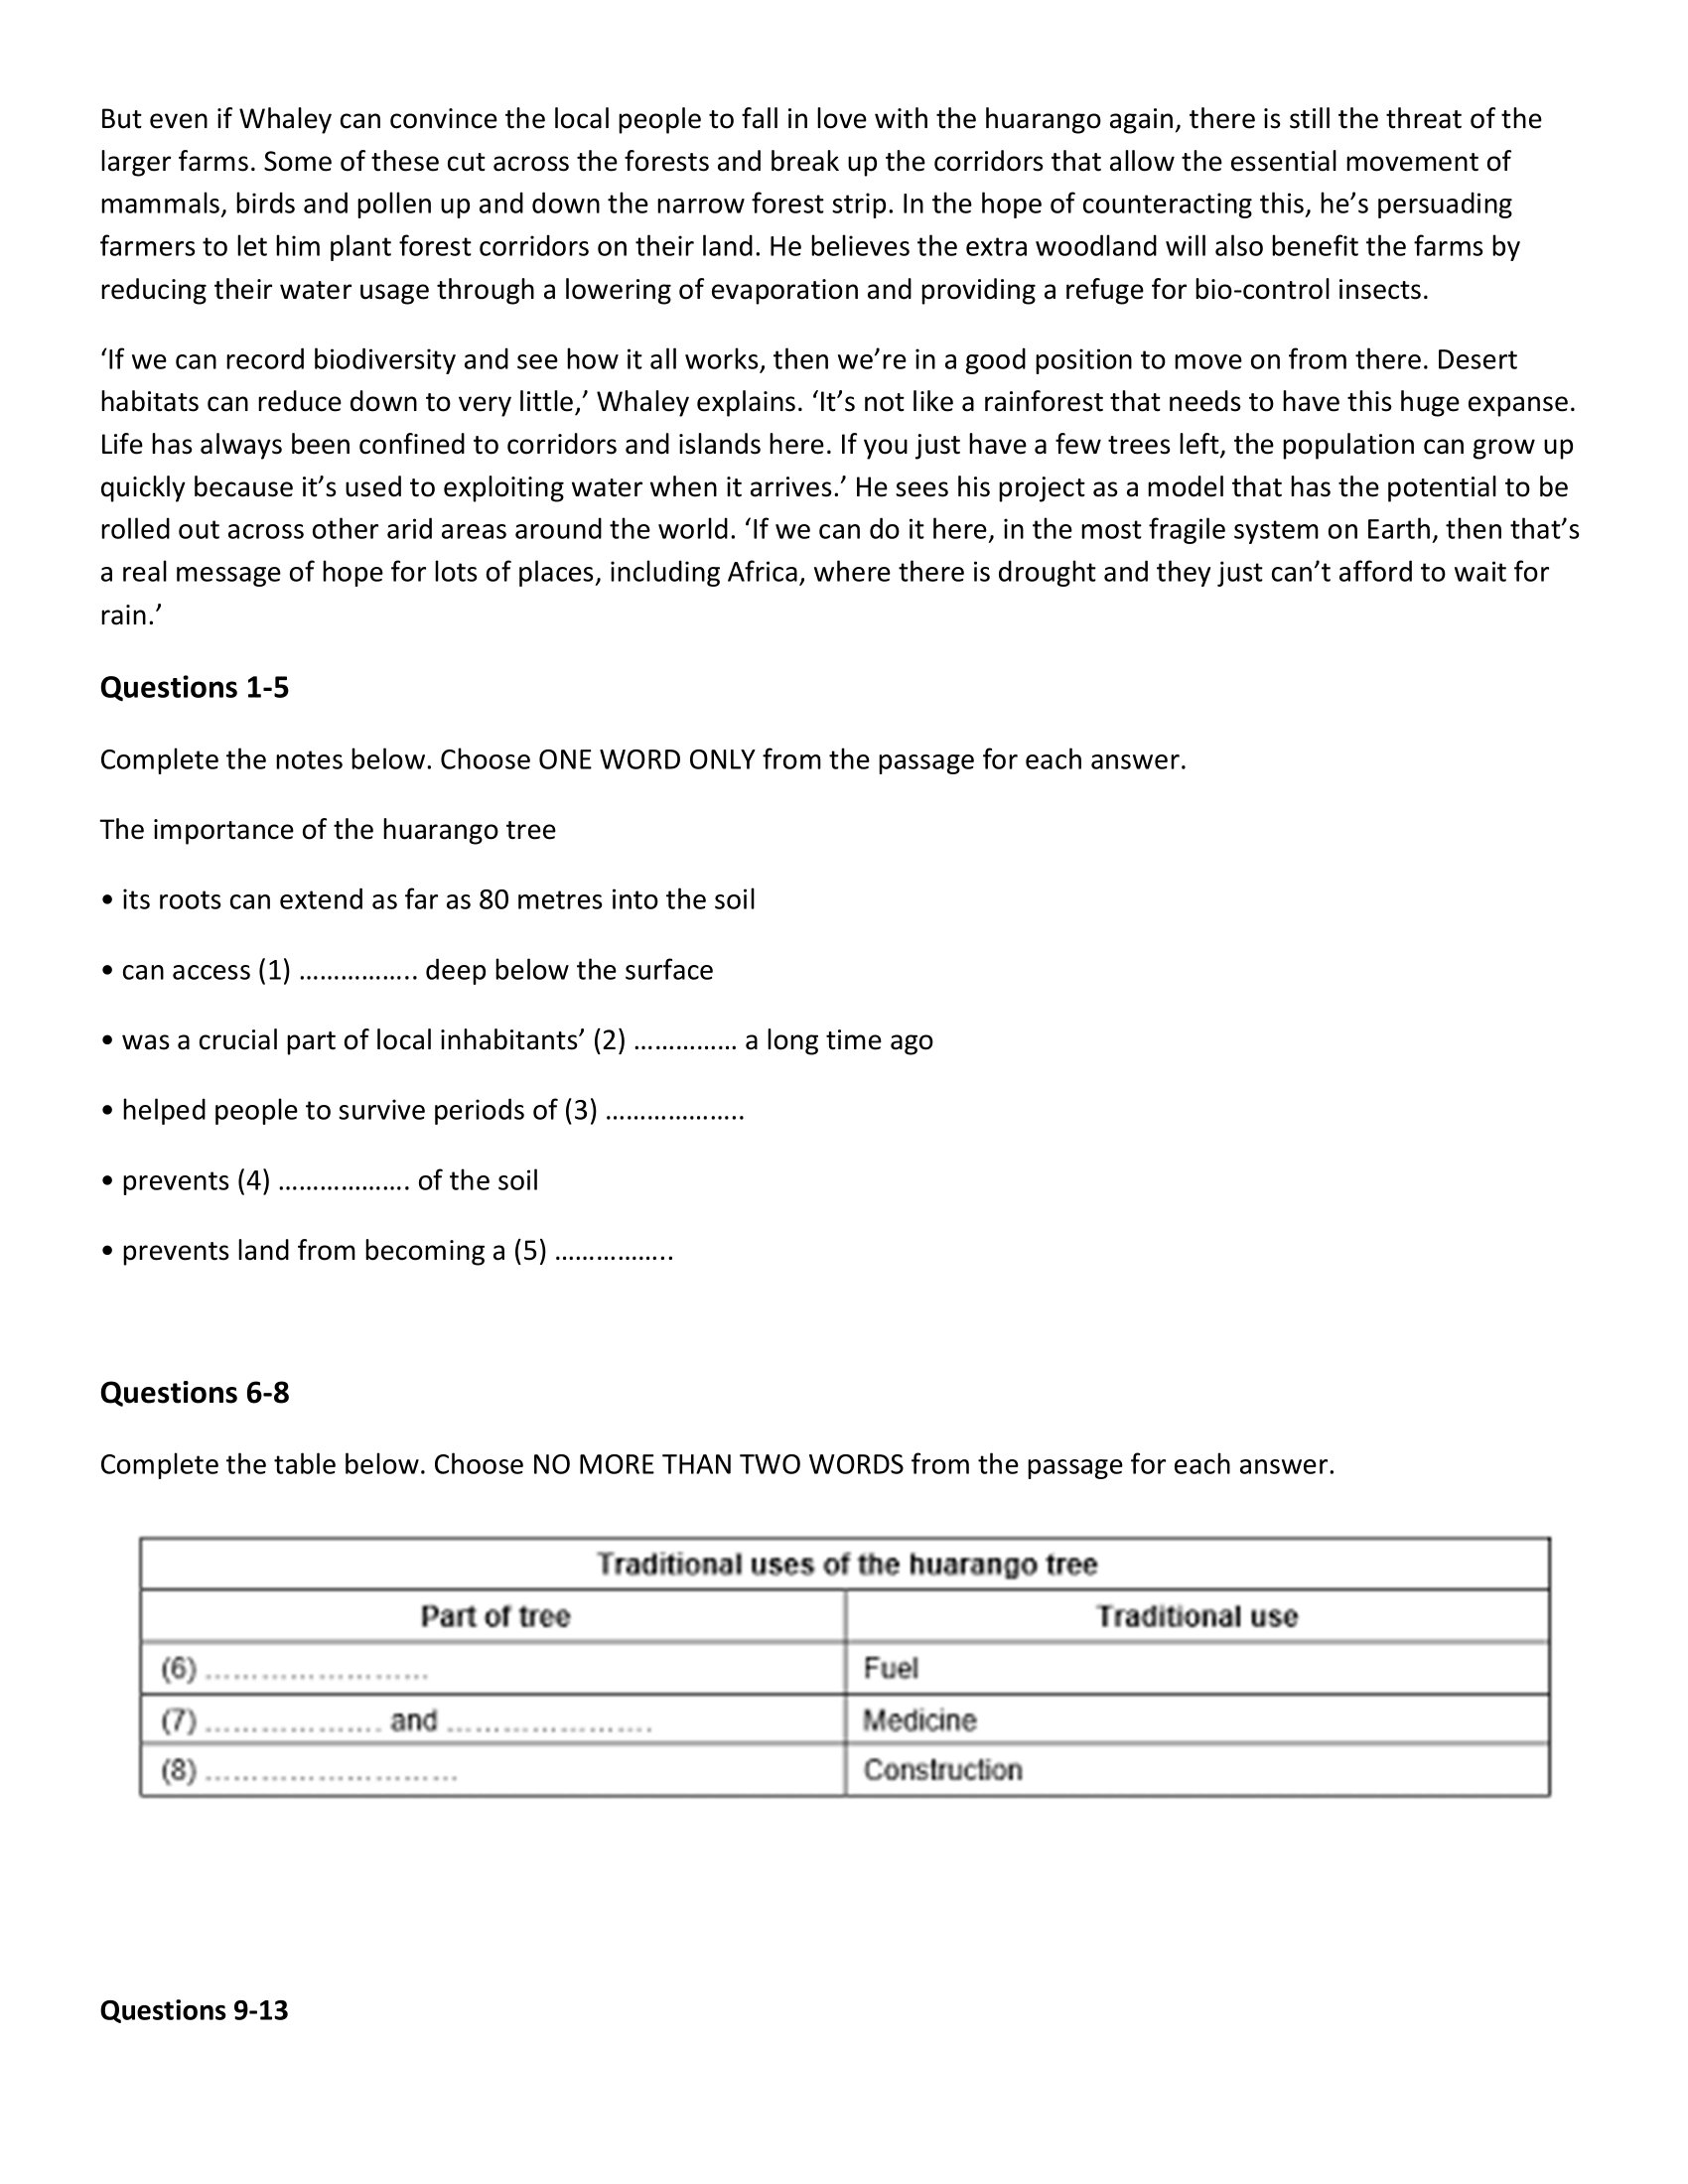 But even if Whaley can convince the local people to fall in love with the huarango again, there is still the threat of the
larger farms. Some of these cut across the forests and break up the corridors that allow the essential movement of
mammals, birds and pollen up and down the narrow forest strip. In the hope of counteracting this, he’s persuading
farmers to let him plant forest corridors on their land. He believes the extra woodland will also benefit the farms by
reducing their water usage through a lowering of evaporation and providing a refuge for bio-control insects.
‘If we can record biodiversity and see how it all works, then we’re in a good position to move on from there. Desert
habitats can reduce down to very little,’ Whaley explains. ‘It’s not like a rainforest that needs to have this huge expanse.
Life has always been confined to corridors and islands here. If you just have a few trees left, the population can grow up
quickly because it’s used to exploiting water when it arrives.’ He sees his project as a model that has the potential to be
rolled out across other arid areas around the world. ‘If we can do it here, in the most fragile system on Earth, then that’s
a real message of hope for lots of places, including Africa, where there is drought and they just can’t afford to wait for
rain.’
Questions 1-5
Complete the notes below. Choose ONE WORD ONLY from the passage for each answer.
The importance of the huarango tree
• its roots can extend as far as 80 metres into the soil
• can access (1) …………….. deep below the surface
• was a crucial part of local inhabitants’ (2) …………… a long time ago
• helped people to survive periods of (3) ………………..
• prevents (4) ………………. of the soil
• prevents land from becoming a (5) ……………..
Questions 6-8
Complete the table below. Choose NO MORE THAN TWO WORDS from the passage for each answer.
Traditional uses of the huarango tree
Part of tree Traditional use
(6) …………………… Fuel
(7) ………………. and …………………. Medicine
(8) ……………………… Construction
Questions 9-13